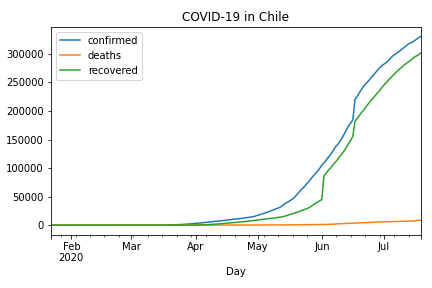 COVID-19 in Chile
confirmed
deaths
recovered
300000
250000
200000
150000
100000
50000
0
Feb Mar Apr May Jun Jul
2020
Day